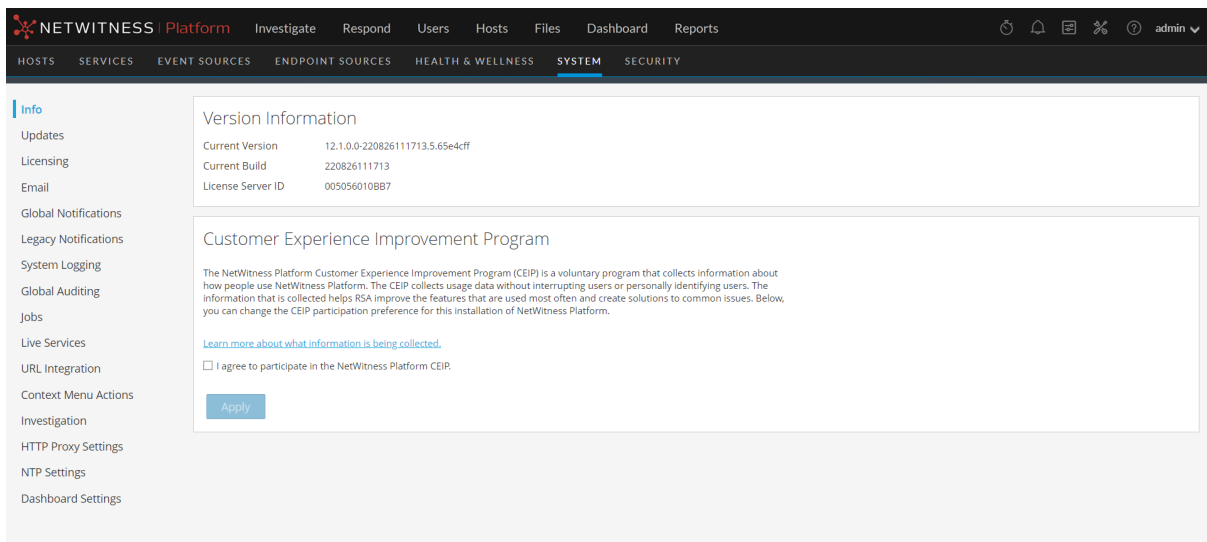 NETWITNESS | Platform Investigate Respond Users Hosts Files Dashboard Reports admin
HOSTS SERVICES EVENT SOURCES ENDPOINT SOURCES HEALTH & WELLNESS SYSTEM SECURITY
Info
Updates
Licensing
Email
Global Notifications
Legacy Notifications
System Logging
Global Auditing
Jobs
Live Services
URL Integration
Context Menu Actions
Investigation
HTTP Proxy Settings
NTP Settings
Dashboard Settings
Version Information
Current Version 12.1.0.0-220826111713.5.65e4cff
Current Build 220826111713
License Server ID 005056010BB7
Customer Experience Improvement Program
The NetWitness Platform Customer Experience Improvement Program (CEIP) is a voluntary program that collects information about
how people use NetWitness Platform. The CEIP collects usage data without interrupting users or personally identifying users. The
information that is collected helps RSA improve the features that are used most often and create solutions to common issues. Below,
you can change the CEIP participation preference for this installation of NetWitness Platform.
Learn more about what information is being collected.
I agree to participate in the NetWitness Platform CEIP.
Apply